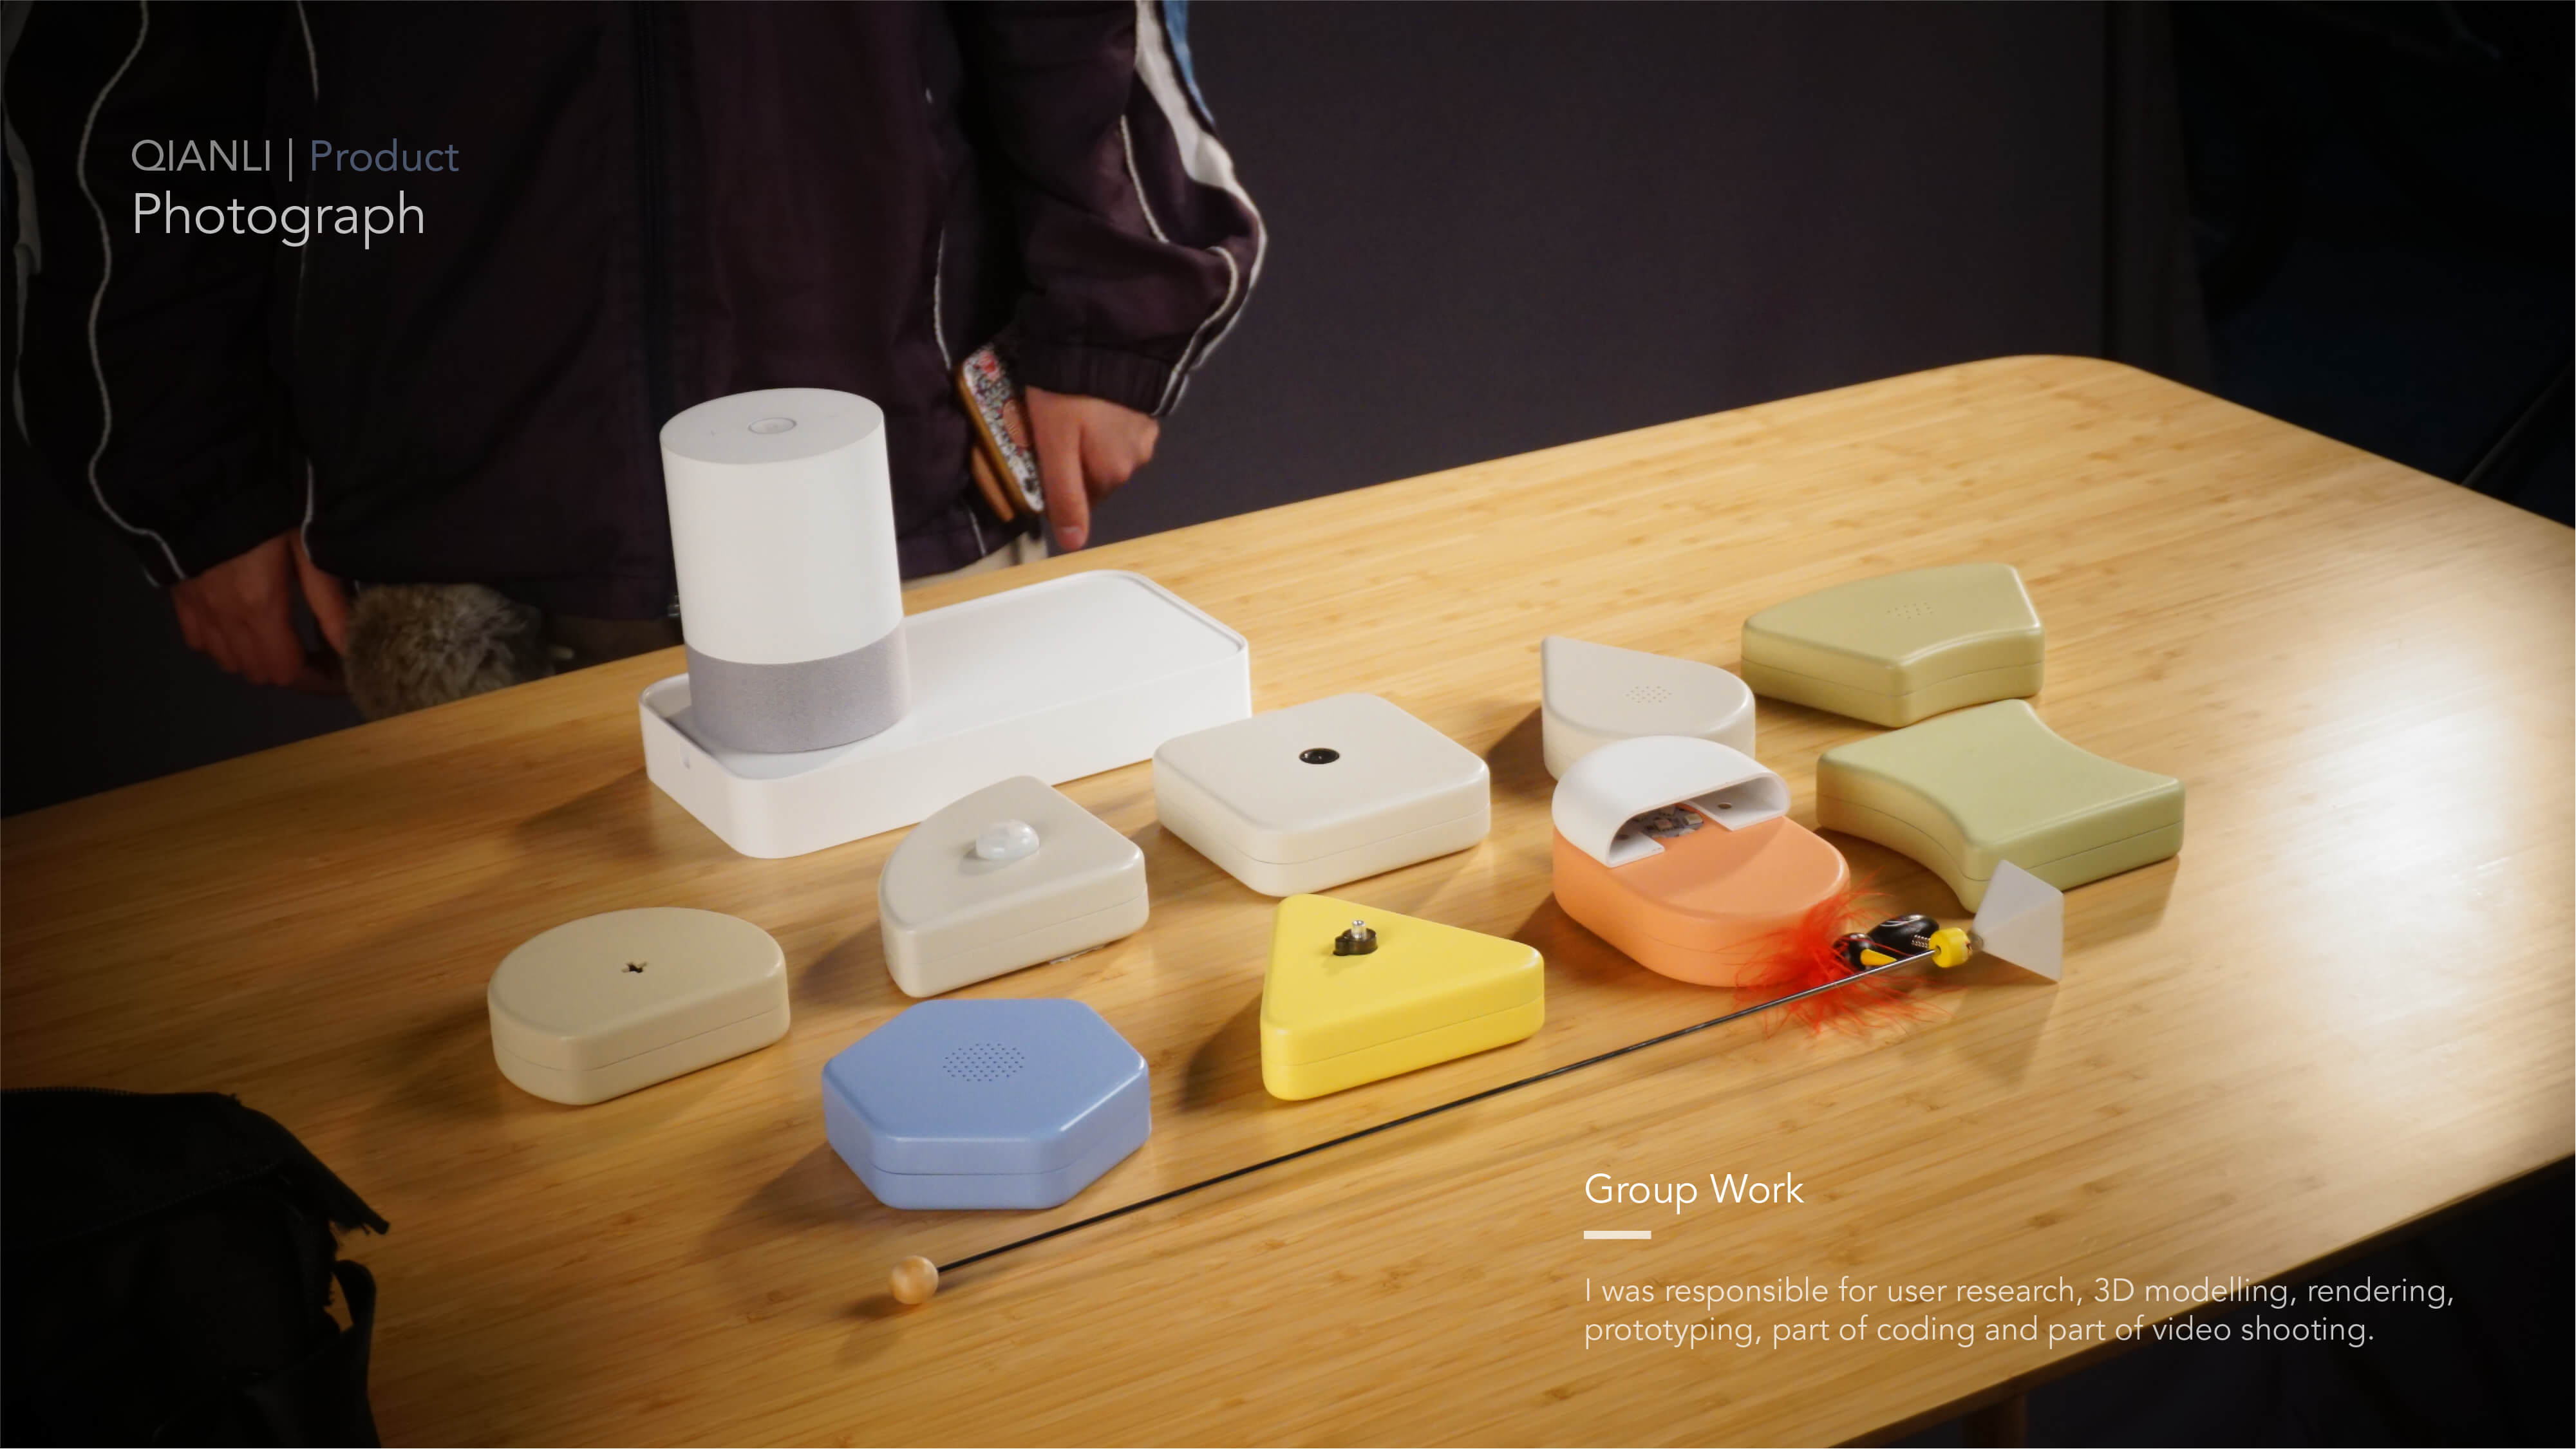 QIANLI | Product
Photograph
Group Work
I was responsible for user research, 3D modelling, rendering,
prototyping, part of coding and part of video shooting.